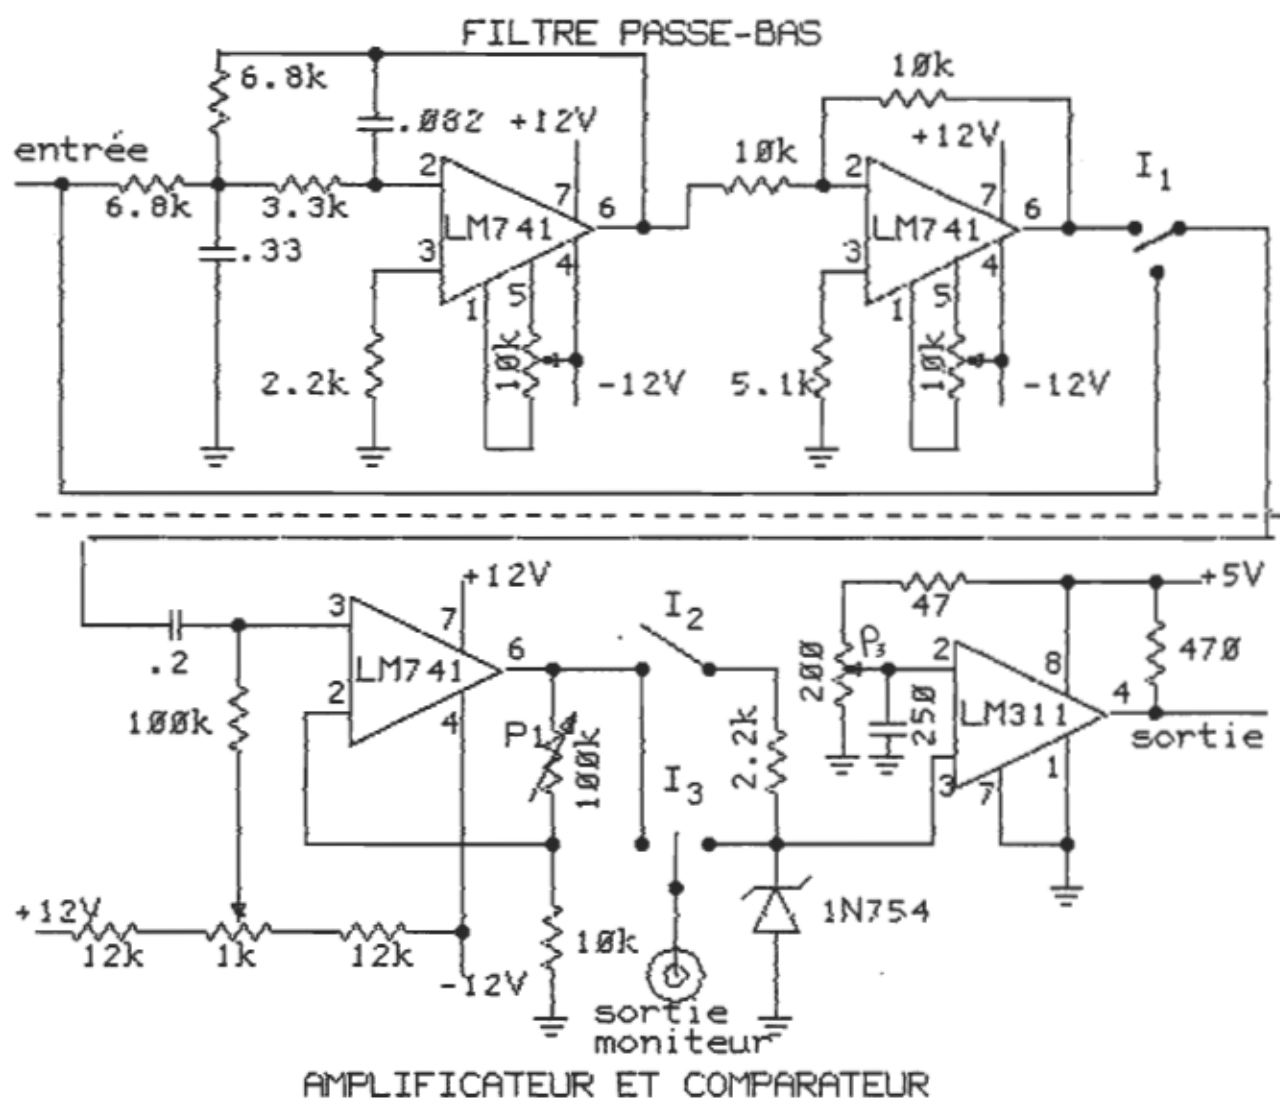 FILTRE PASSE-BAS
6.8k
.082
+12V
10k
entrée
6.8k
3.3k
2
7
LM741
6
3
4
.33
1
5
10k
2.2k
-12V
10k
+12V
2
7
LM741
6
3
4
1
5
10k
5.1k
-12V
I1
+12V
3
7
LM741
6
.2
2
4
100k
P1
100k
I2
I3
2.2k
47
+5V
200
P3
250
2
8
LM311
4
470
sortie
3
7
1
+12V
12k
1k
12k
-12V
10k
1N754
sortie
moniteur
AMPLIFICATEUR ET COMPARATEUR